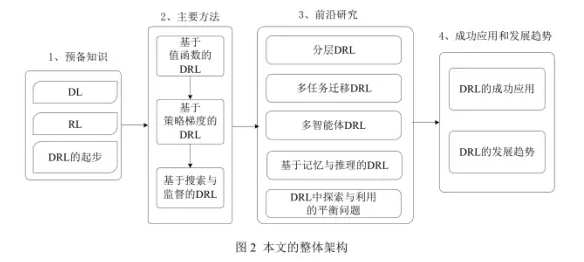 1、预备知识
DL
RL
DRL的起步
2、主要方法
基于
值函数的
DRL
基于
策略梯度的
DRL
基于搜索与
监督的DRL
3、前沿研究
分层DRL
多任务迁移DRL
多智能体DRL
基于记忆与推理的DRL
DRL中探索与利用
的平衡问题
4、成功应用和发展趋势
DRL的成功应用
DRL的发展趋势
图 2 本文的整体架构